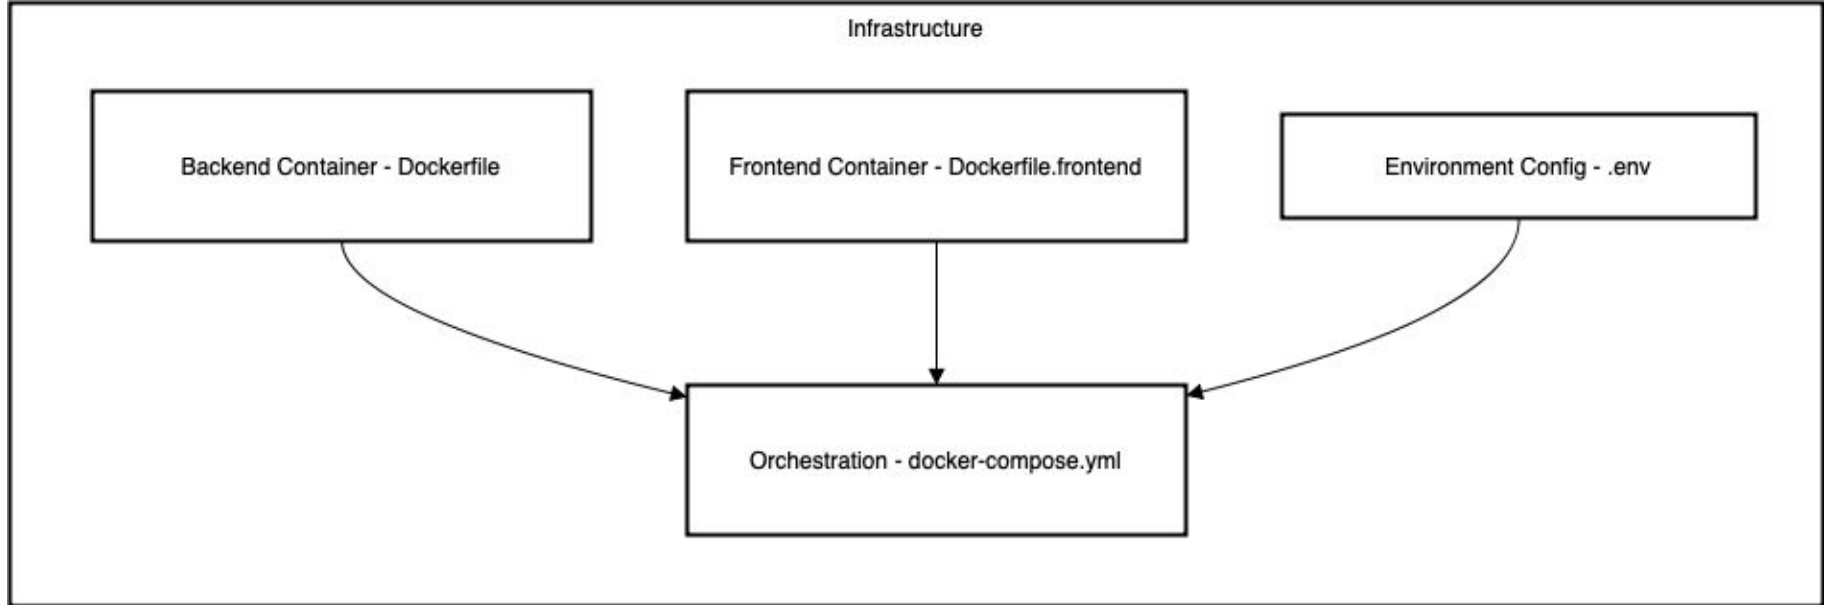 Infrastructure
Backend Container - Dockerfile
Frontend Container - Dockerfile.frontend
Environment Config - .env
Orchestration - docker-compose.yml